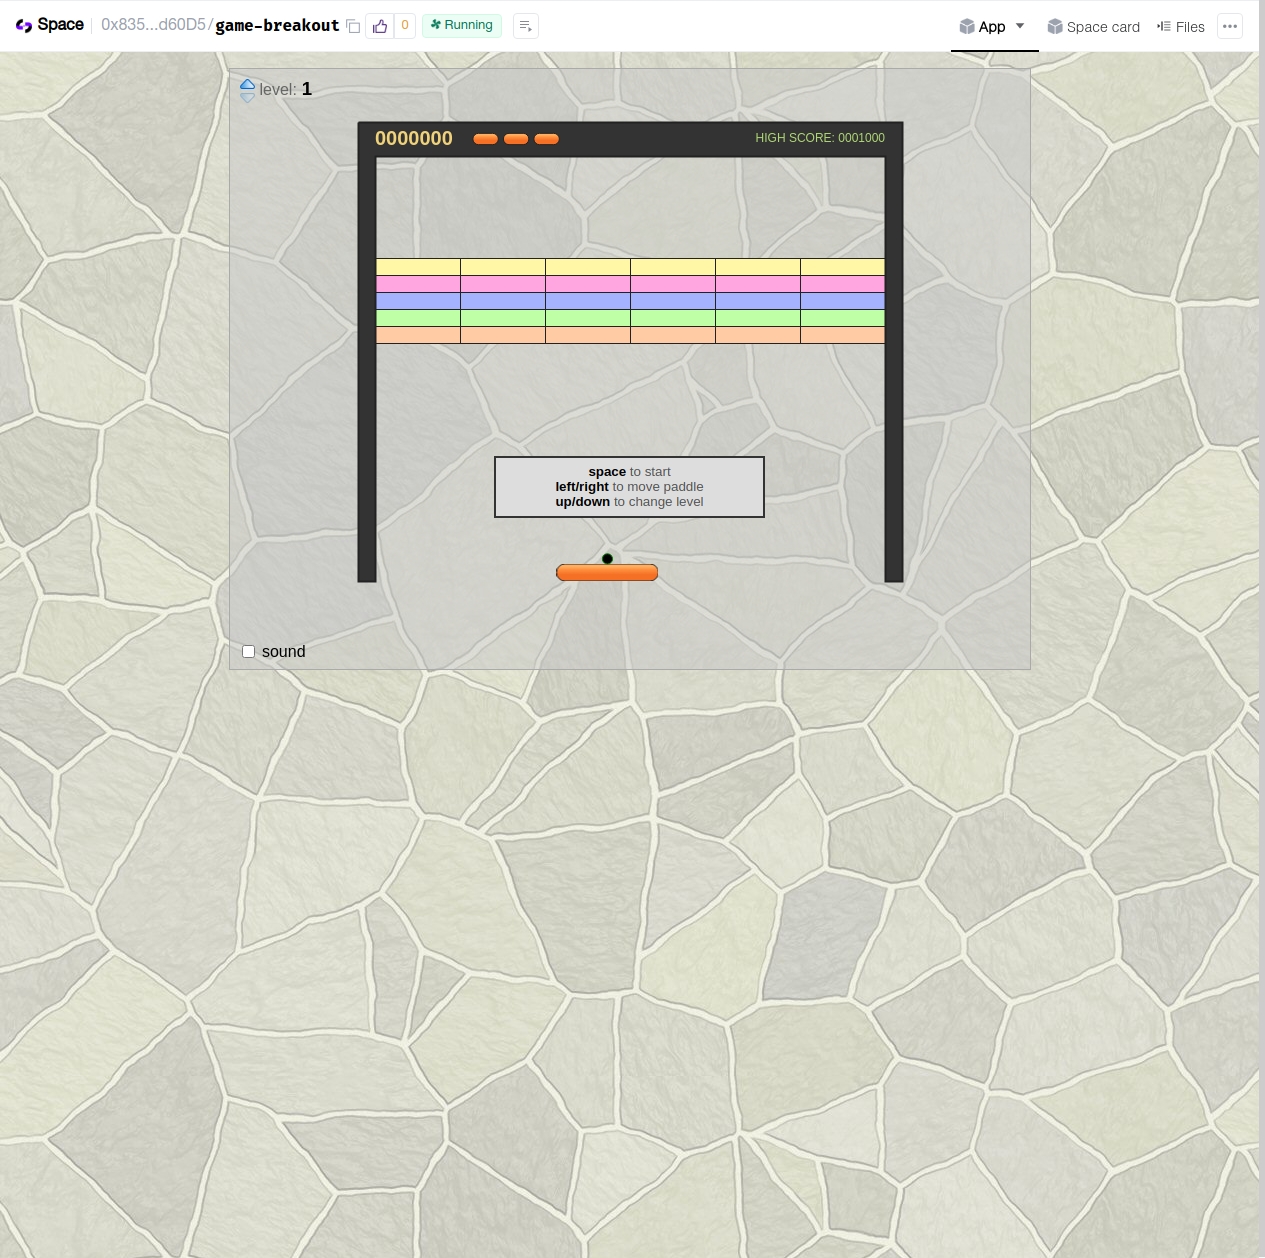 Space 0x835...d60D5/game-breakout 0 Running App Space card Files
level: 1
0000000 HIGH SCORE: 0001000
space to start
left/right to move paddle
up/down to change level
sound